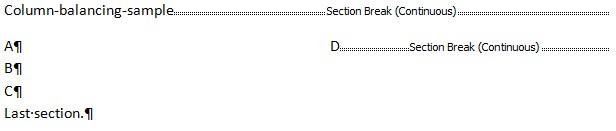 Column-balancing-sample Section Break (Continuous)
A¶ D Section Break (Continuous)
B¶
C¶
Last·section.¶